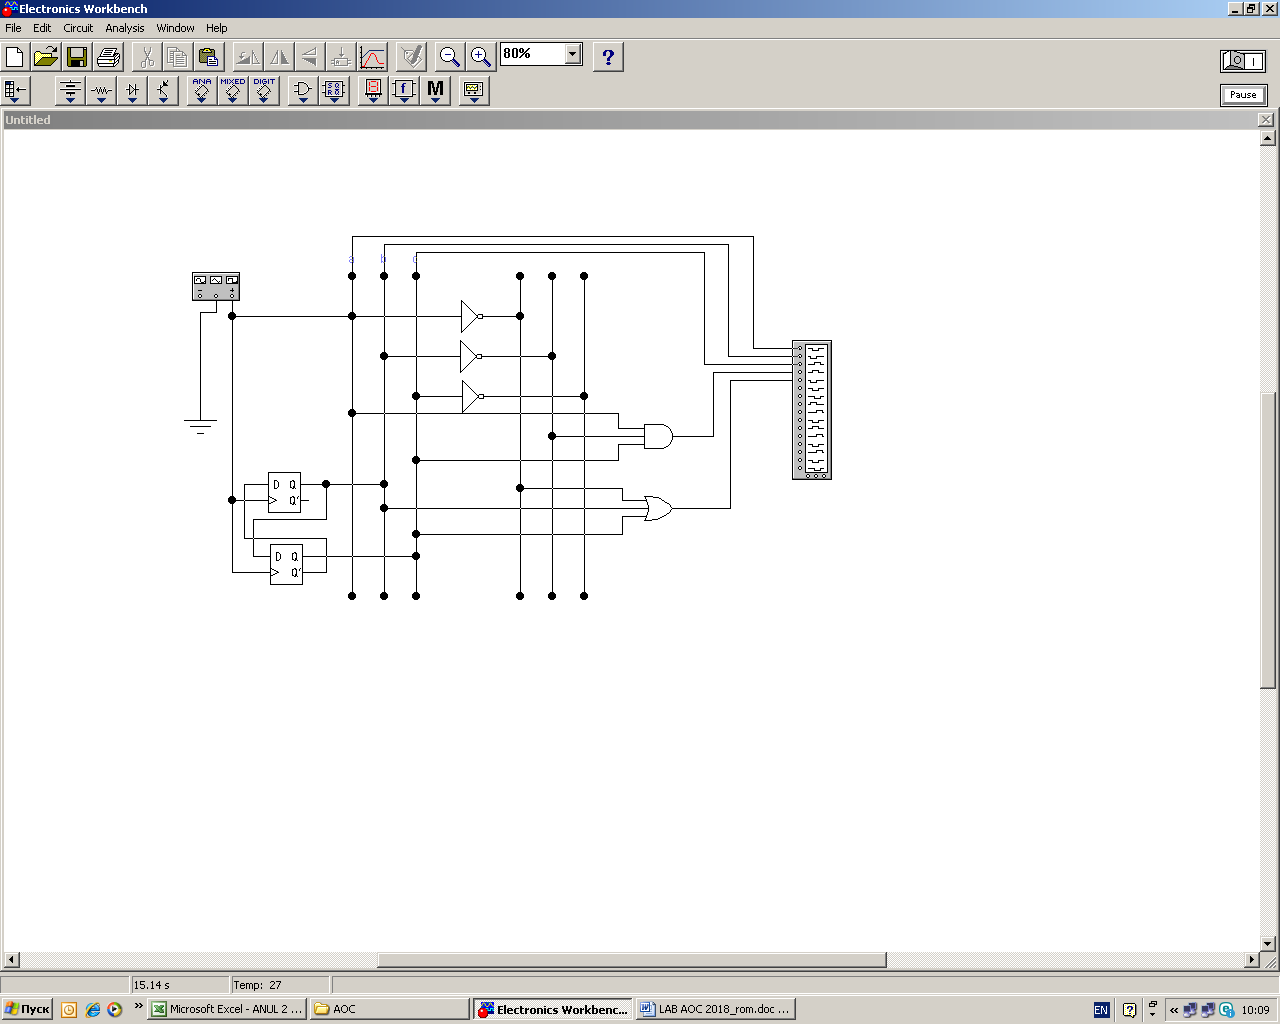 Electronics Workbench
File Edit Circuit Analysis Window Help
80%
?
Pause
ANA MIXED DIGIT
f M
Untitled
a b c
D Q
Q'
D Q
Q'
15.14 s Temp: 27
Пуск » Microsoft Excel - ANUL 2 ... AOC Electronics Workbenc... LAB AOC 2018_rom.doc ... EN ? « 10:09